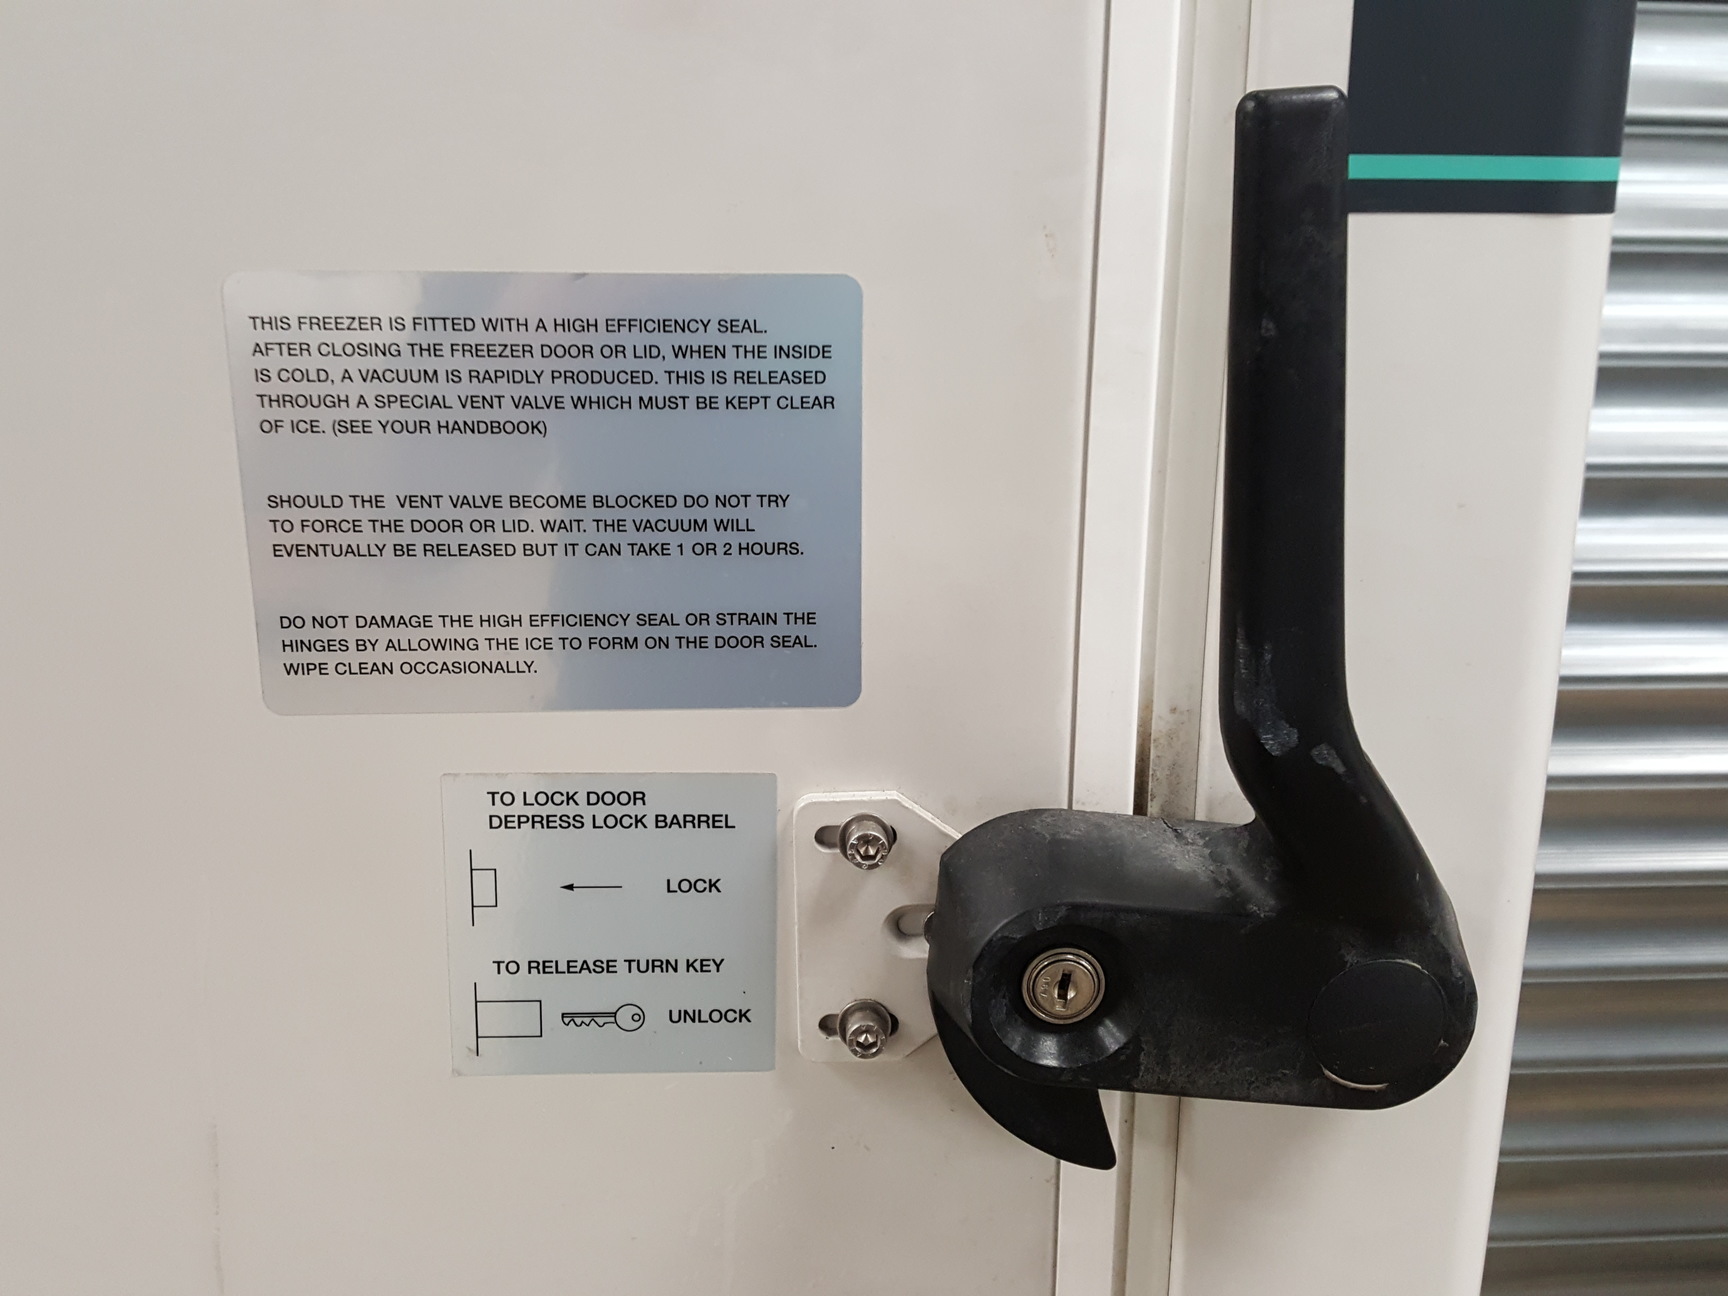 THIS FREEZER IS FITTED WITH A HIGH EFFICIENCY SEAL.
AFTER CLOSING THE FREEZER DOOR OR LID, WHEN THE INSIDE
IS COLD, A VACUUM IS RAPIDLY PRODUCED. THIS IS RELEASED
THROUGH A SPECIAL VENT VALVE WHICH MUST BE KEPT CLEAR
OF ICE. (SEE YOUR HANDBOOK)
SHOULD THE VENT VALVE BECOME BLOCKED DO NOT TRY
TO FORCE THE DOOR OR LID. WAIT. THE VACUUM WILL
EVENTUALLY BE RELEASED BUT IT CAN TAKE 1 OR 2 HOURS.
DO NOT DAMAGE THE HIGH EFFICIENCY SEAL OR STRAIN THE
HINGES BY ALLOWING THE ICE TO FORM ON THE DOOR SEAL.
WIPE CLEAN OCCASIONALLY.
TO LOCK DOOR
DEPRESS LOCK BARREL
LOCK
TO RELEASE TURN KEY
UNLOCK